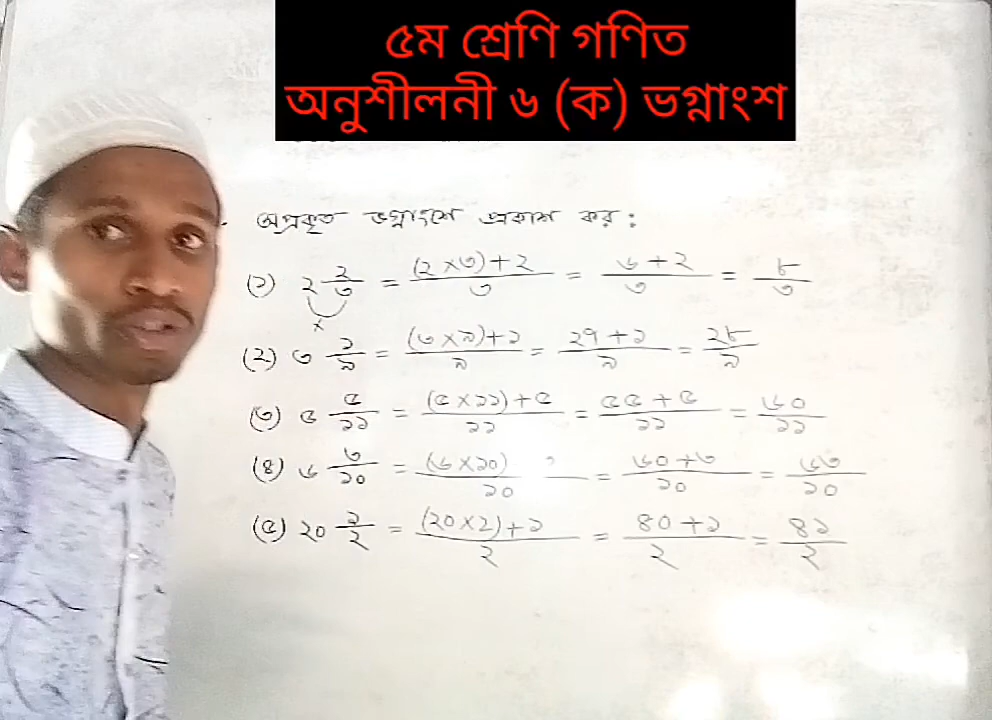 ৫ম শ্রেণি গণিত
অনুশীলনী ৬ (ক) ভগ্নাংশ
অপ্রকৃত ভগ্নাংশে প্রকাশ কর :
(১) ২ ২/৩ = (২ × ৩) + ২/৩ = ৬ + ২/৩ = ৮/৩
×
(২) ৩ ১/৯ = (৩ × ৯) + ১/৯ = ২৭ + ১/৯ = ২৮/৯
(৩) ৫ ৫/১১ = (৫ × ১১) + ৫/১১ = ৫৫ + ৫/১১ = ৬০/১১
(৪) ৬ ৩/১০ = (৬ × ১০)/১০ = ৬০ + ৩/১০ = ৬৩/১০
(৫) ২০ ১/২ = (২০ × ২) + ১/২ = ৪০ + ১/২ = ৪১/২